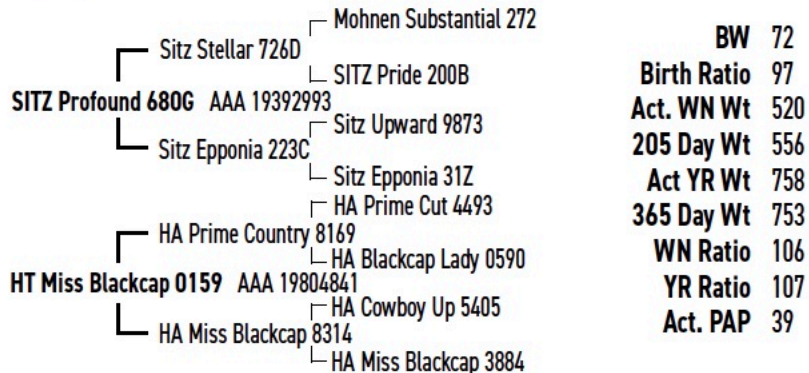 Mohnen Substantial 272
Sitz Stellar 726D
SITZ Pride 200B
SITZ Profound 680G AAA 19392993
Sitz Upward 9873
Sitz Epponia 223C
Sitz Epponia 31Z
HA Prime Cut 4493
HA Prime Country 8169
HA Blackcap Lady 0590
HT Miss Blackcap 0159 AAA 19804841
HA Cowboy Up 5405
HA Miss Blackcap 8314
HA Miss Blackcap 3884
BW 72
Birth Ratio 97
Act. WN Wt 520
205 Day Wt 556
Act YR Wt 758
365 Day Wt 753
WN Ratio 106
YR Ratio 107
Act. PAP 39